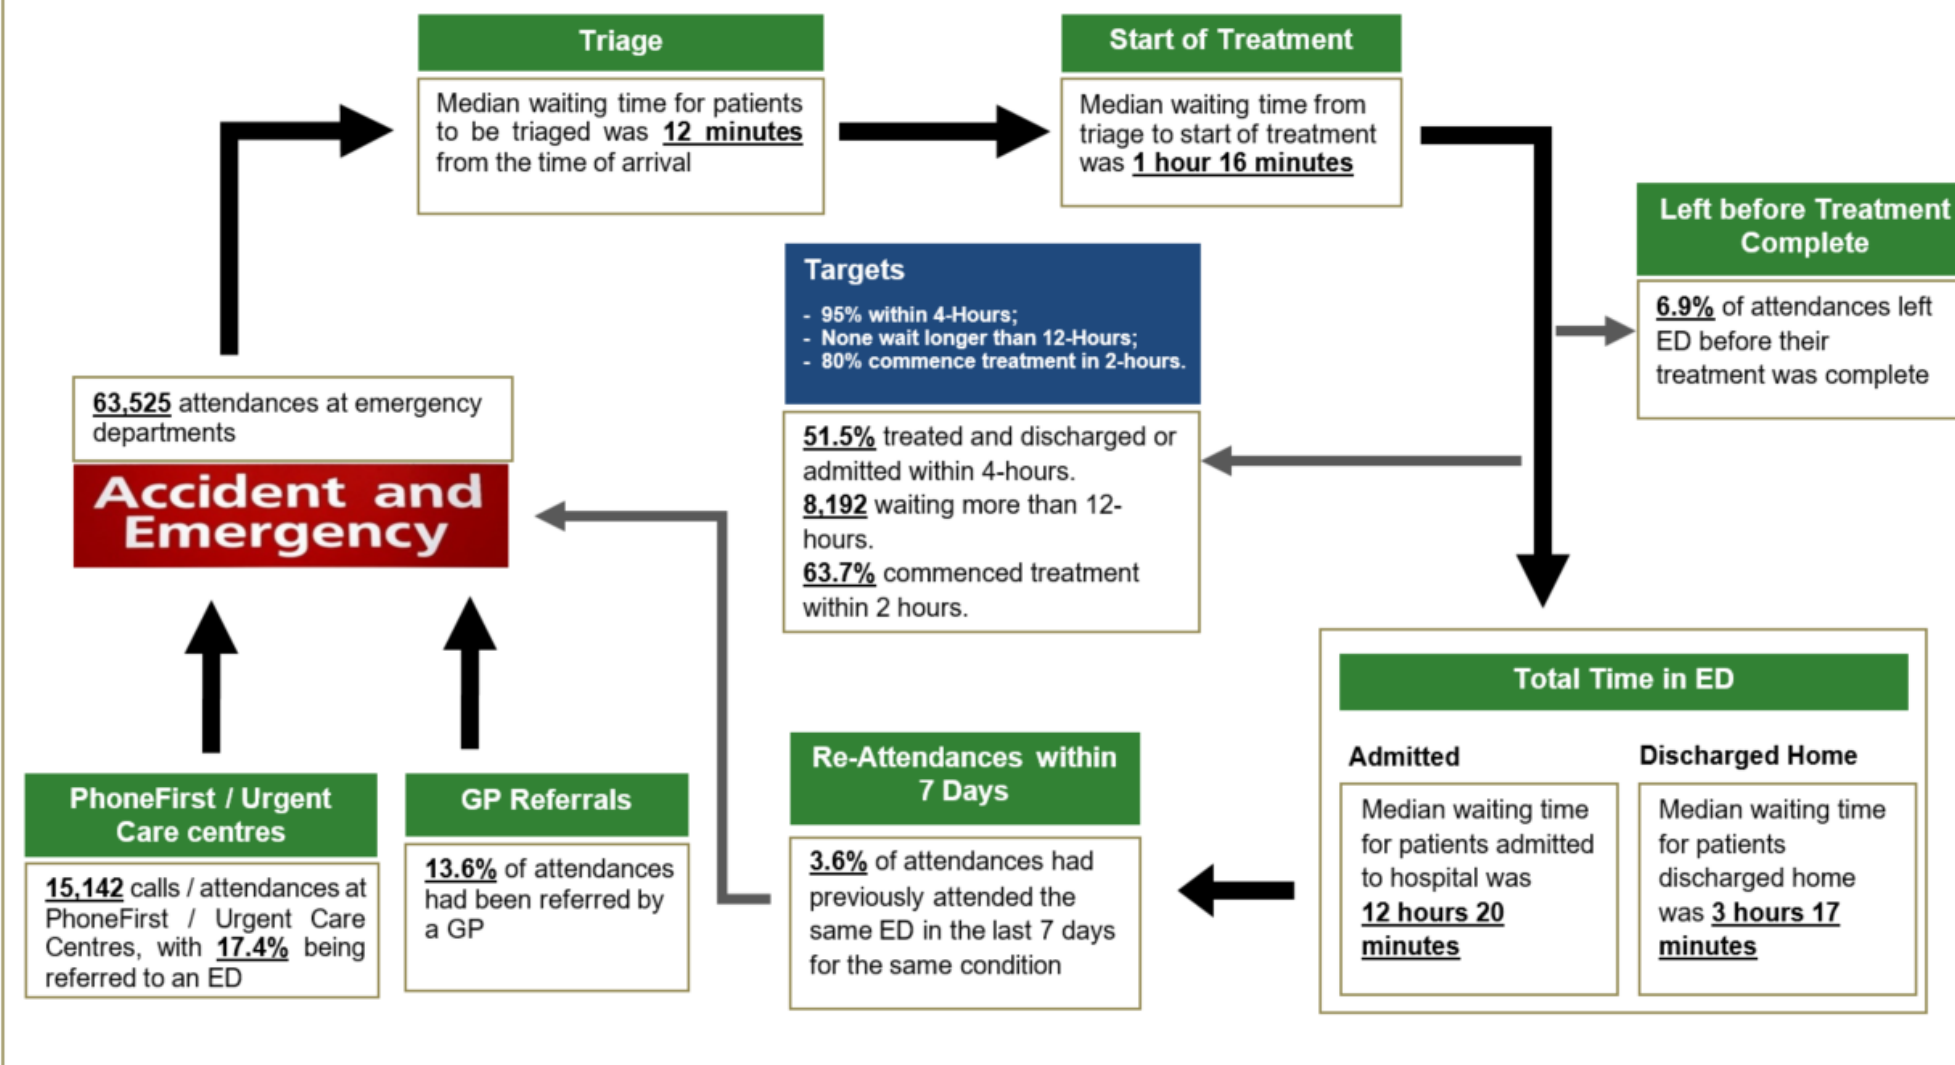 Triage
Median waiting time for patients
to be triaged was 12 minutes
from the time of arrival
Start of Treatment
Median waiting time from
triage to start of treatment
was 1 hour 16 minutes
Left before Treatment
Complete
6.9% of attendances left
ED before their
treatment was complete
Targets
- 95% within 4-Hours;
- None wait longer than 12-Hours;
- 80% commence treatment in 2-hours.
51.5% treated and discharged or
admitted within 4-hours.
8,192 waiting more than 12-
hours.
63.7% commenced treatment
within 2 hours.
63,525 attendances at emergency
departments
Accident and
Emergency
PhoneFirst / Urgent
Care centres
15,142 calls / attendances at
PhoneFirst / Urgent Care
Centres, with 17.4% being
referred to an ED
GP Referrals
13.6% of attendances
had been referred by
a GP
Re-Attendances within
7 Days
3.6% of attendances had
previously attended the
same ED in the last 7 days
for the same condition
Total Time in ED
Admitted
Median waiting time
for patients admitted
to hospital was
12 hours 20
minutes
Discharged Home
Median waiting time
for patients
discharged home
was 3 hours 17
minutes